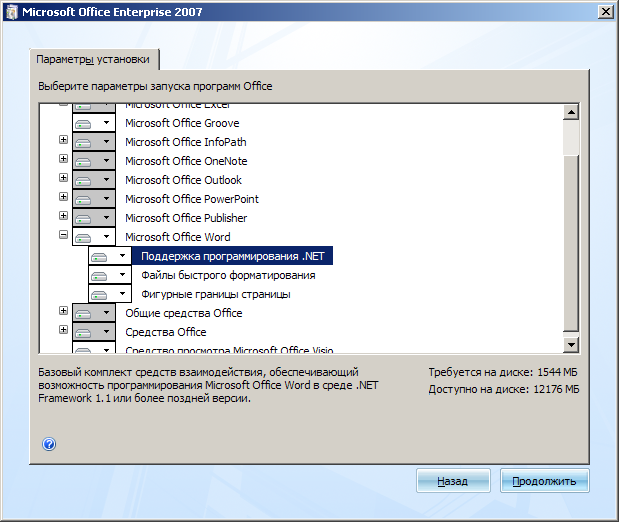 Microsoft Office Enterprise 2007
Параметры установки
Выберите параметры запуска программ Office
Microsoft Office Excel
Microsoft Office Groove
Microsoft Office InfoPath
Microsoft Office OneNote
Microsoft Office Outlook
Microsoft Office PowerPoint
Microsoft Office Publisher
Microsoft Office Word
Поддержка программирования .NET
Файлы быстрого форматирования
Фигурные границы страницы
Общие средства Office
Средства Office
Средство просмотра Microsoft Office Visio
Базовый комплект средств взаимодействия, обеспечивающий
возможность программирования Microsoft Office Word в среде .NET
Framework 1.1 или более поздней версии.
Требуется на диске: 1544 МБ
Доступно на диске: 12176 МБ
Назад
Продолжить